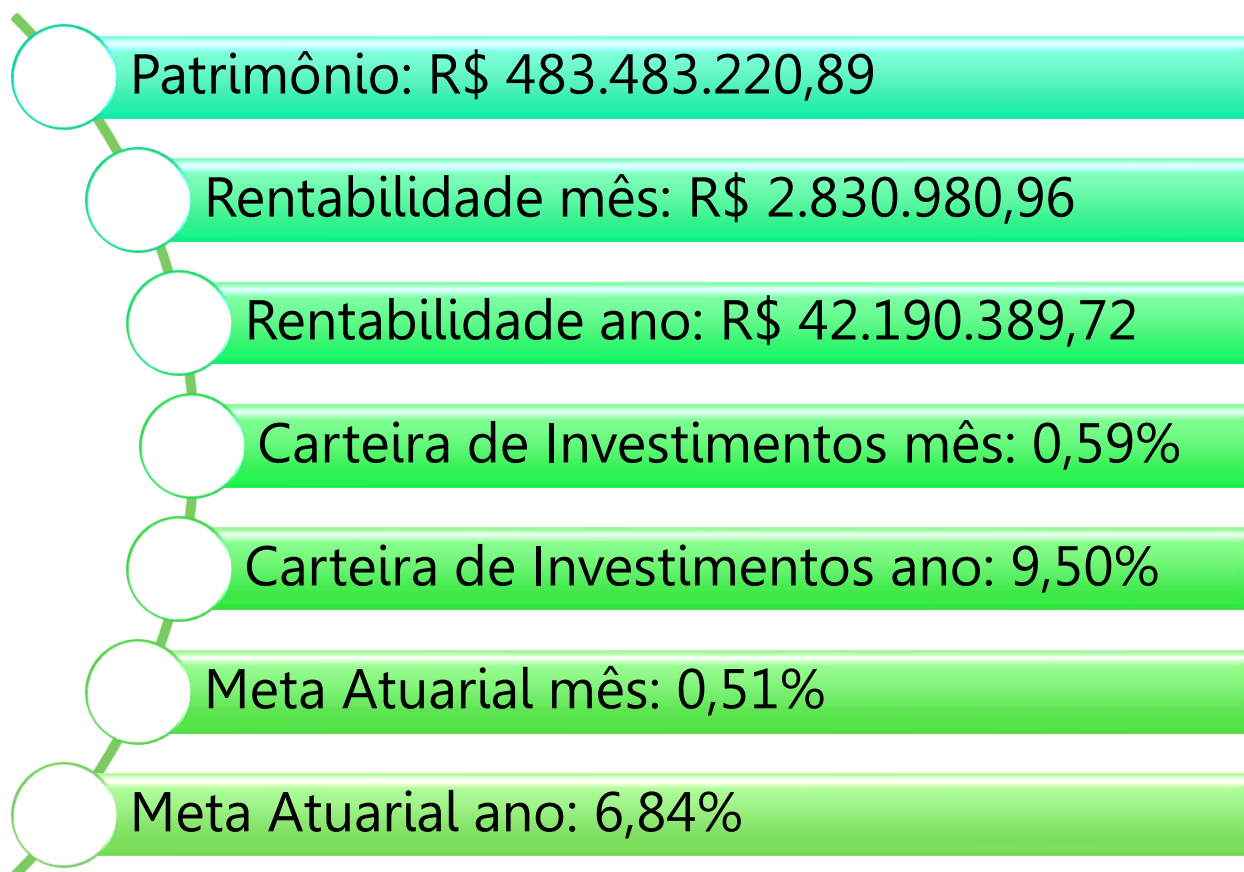 Patrimônio: R$ 483.483.220,89
Rentabilidade mês: R$ 2.830.980,96
Rentabilidade ano: R$ 42.190.389,72
Carteira de Investimentos mês: 0,59%
Carteira de Investimentos ano: 9,50%
Meta Atuarial mês: 0,51%
Meta Atuarial ano: 6,84%